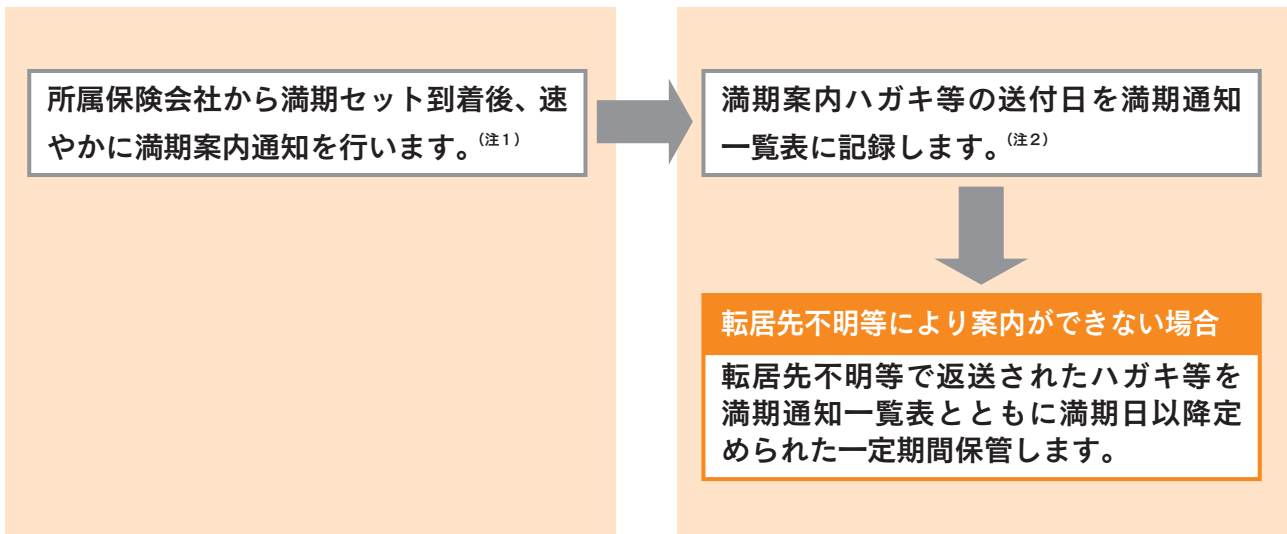 所属保険会社から満期セット到着後、速
やかに満期案内通知を行います。(注1)
満期案内ハガキ等の送付日を満期通知
一覧表に記録します。(注2)
転居先不明等により案内ができない場合
転居先不明等で返送されたハガキ等を
満期通知一覧表とともに満期日以降定
められた一定期間保管します。